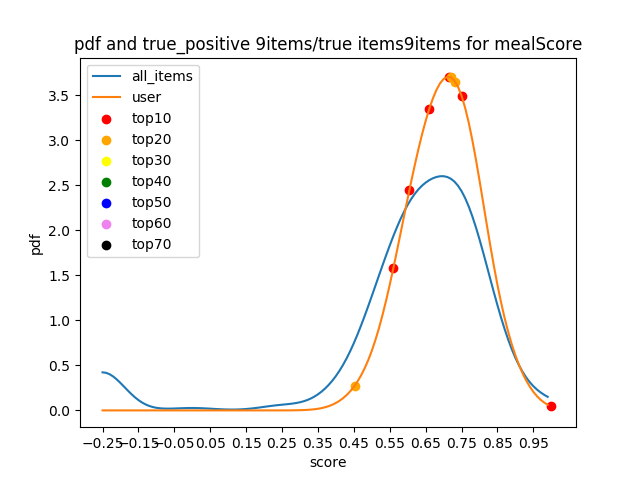 pdf and true_positive 9items/true items9items for mealScore
all_items
user
top10
top20
top30
top40
top50
top60
top70
pdf
3.5
3.0
2.5
2.0
1.5
1.0
0.5
0.0
−0.25 −0.15 −0.05 0.05 0.15 0.25 0.35 0.45 0.55 0.65 0.75 0.85 0.95
score